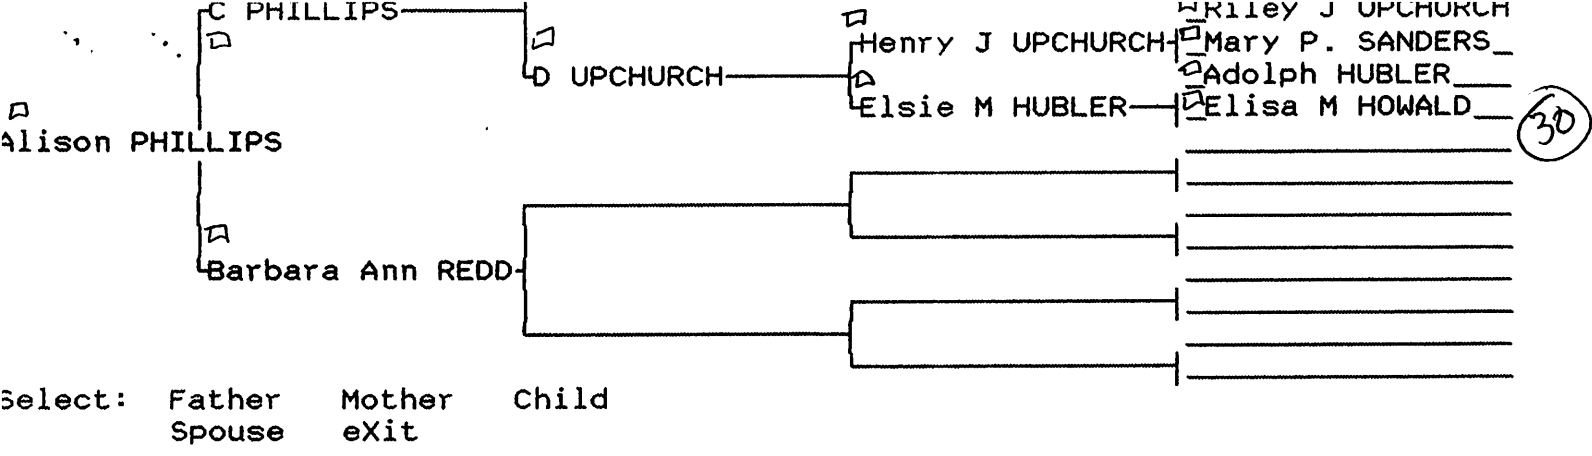 C PHILLIPS
Riley J UPCHURCH
Henry J UPCHURCH
Mary P. SANDERS
D UPCHURCH
Adolph HUBLER
Elsie M HUBLER
Elisa M HOWALD
30
Alison PHILLIPS
Barbara Ann REDD
Select: Father Mother Child
Spouse eXit